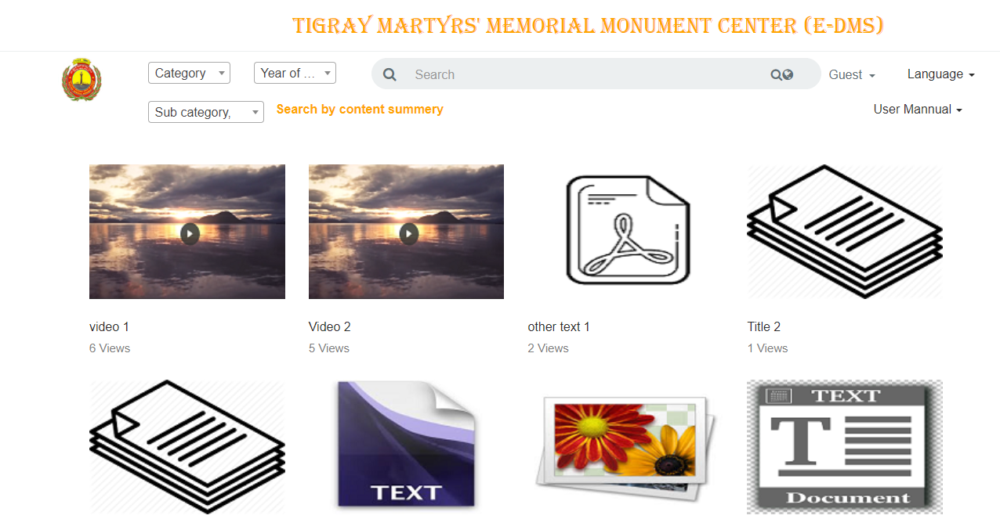 TIGRAY MARTYRS' MEMORIAL MONUMENT CENTER (E-DMS)
Category
Year of ...
Search
Guest
Language
Sub category,
Search by content summery
User Mannual
video 1
Video 2
other text 1
Title 2
6 Views
5 Views
2 Views
1 Views
TEXT
TEXT
T
Document